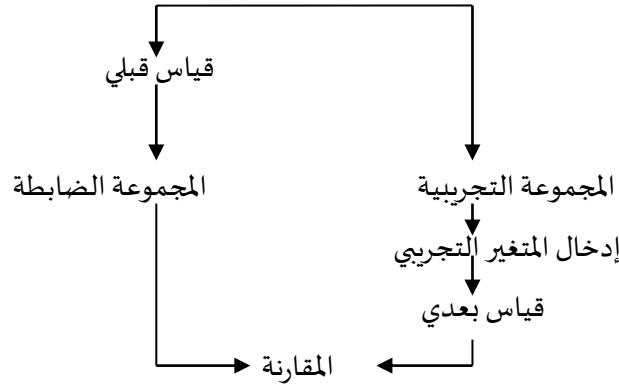 قياس قبلي
المجموعة التجريبية
المجموعة الضابطة
إدخال المتغير التجريبي
قياس بعدي
المقارنة